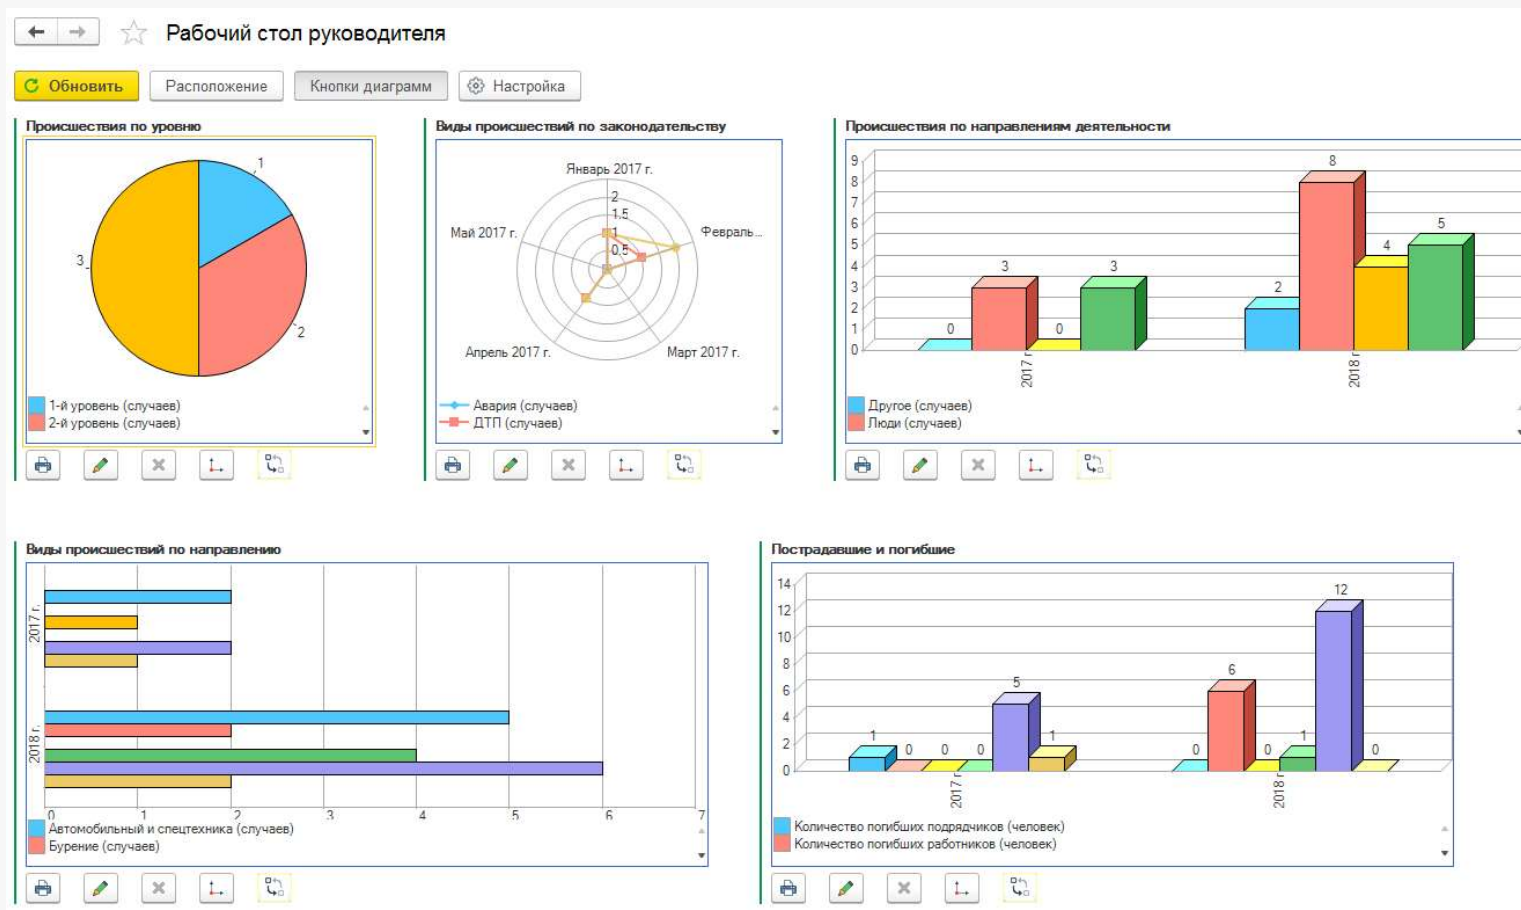 Рабочий стол руководителя
Обновить Расположение Кнопки диаграмм Настройка
Происшествия по уровню
1
3
2
1-й уровень (случаев)
2-й уровень (случаев)
Виды происшествий по законодательству
Январь 2017 г.
2
1.5
Май 2017 г. 1 Февраль...
0.5
Апрель 2017 г. Март 2017 г.
Авария (случаев)
ДТП (случаев)
Происшествия по направлениям деятельности
9
8
7
6
5
4
3
2
1
0
0 3 0 3
2 8 4 5
2017 г
2018 г
Другое (случаев)
Люди (случаев)
Виды происшествий по направлению
2017 г.
2018 г.
0 1 2 3 4 5 6 7
Автомобильный и спецтехника (случаев)
Бурение (случаев)
Пострадавшие и погибшие
14
12
10
8
6
4
2
0
1 0 0 0 5 1
0 6 0 1 12 0
2017 г
2018 г
Количество погибших подрядчиков (человек)
Количество погибших работников (человек)